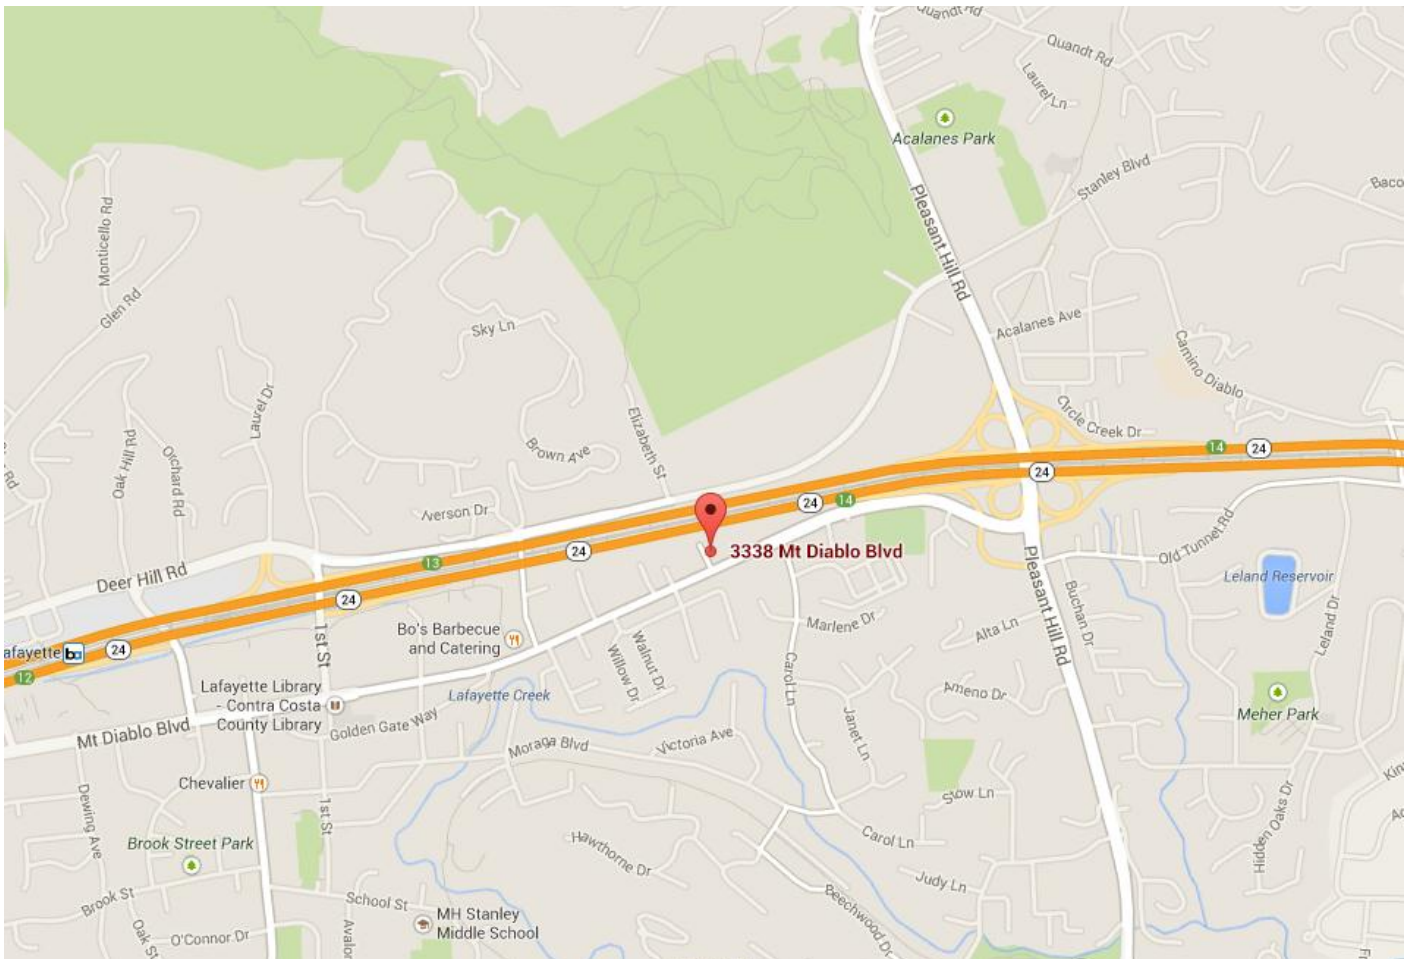 Quandt Rd
Quandt Rd
Laurel Ln
Acalanes Park
Stanley Blvd
Pleasant Hill Rd
Monticello Rd
Glen Rd
Sky Ln
Acalanes Ave
Camino Diablo
Laurel Dr
Elizabeth St
Circle Creek Dr
Brown Ave
Oak Hill Rd
Orchard Rd
14
24
24
24
14
Averson Dr
3338 Mt Diablo Blvd
24
13
Old Tunnel Rd
Deer Hill Rd
Leland Reservoir
24
Pleasant Hill Rd
Buchan Dr
Leland Dr
1st St
Bo's Barbecue
and Catering
Marlene Dr
Alta Ln
afayette
24
12
Walnut Dr
Willow Dr
Carol Ln
Lafayette Library
- Contra Costa
County Library
Lafayette Creek
Ameno Dr
Meher Park
Mt Diablo Blvd
Golden Gate Way
Moraga Blvd
Victoria Ave
Janet Ln
Chevalier
Dewing Ave
1st St
Stow Ln
Hidden Oaks Dr
Brook Street Park
Hawthorne Dr
Carol Ln
Judy Ln
Beechwood Dr
Brook St
School St
MH Stanley
Middle School
Oak St
O'Connor Dr
Avalon